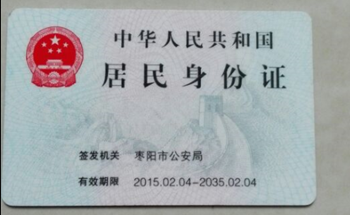 中华人民共和国
居民身份证
签发机关 枣阳市公安局
有效期限 2015.02.04-2035.02.04